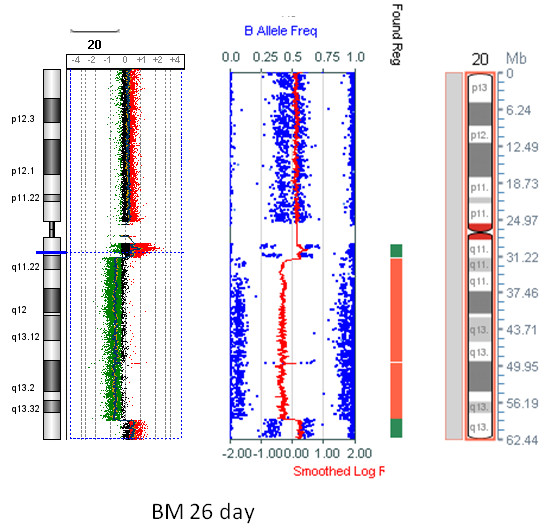 B Allele Freq
20
-4 -2 0 +2 +4
0.0 0.25 0.5 0.75 1.0
Found Reg
20 Mb
p12.3
p12.1
p11.22
q11.22
q12
q13.12
q13.2
q13.32
p13
p12.
p11.
p11.
q11.
q11.
q11.
q13.
q13.
q13.
q13.
0
6.24
12.49
18.73
24.97
31.22
37.46
43.71
49.95
56.19
62.44
-2.00 -1.00 0.00 1.00 2.00
Smoothed Log R
BM 26 day